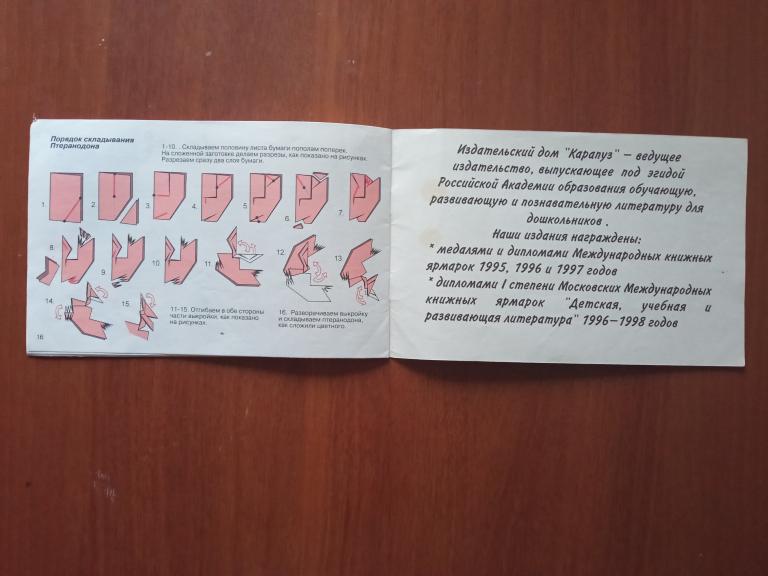 Порядок складывания
Птеранодона
1-10. . Складываем половину листа бумаги пополам поперек.
На сложенной заготовке делаем разрезы, как показано на рисунках.
Разрезаем сразу два слоя бумаги.
1. 2. 3. 4. 5. 6. 7.
8. 9. 10. 11. 12 13.
14. 15.
11-15. Отгибаем в обе стороны
части выкройки, как показано
на рисунках.
16. Разворачиваем выкройку
и складываем птеранодона,
как сложили цветного.
16
Издательский дом "Карапуз" – ведущее
издательство, выпускающее под эгидой
Российской Академии образования обучающую,
развивающую и познавательную литературу для
дошкольников .
Наши издания награждены:
* медалями и дипломами Международных книжных
ярмарок 1995, 1996 и 1997 годов
* дипломами I степени Московских Международных
книжных ярмарок "Детская, учебная и
развивающая литература" 1996–1998 годов